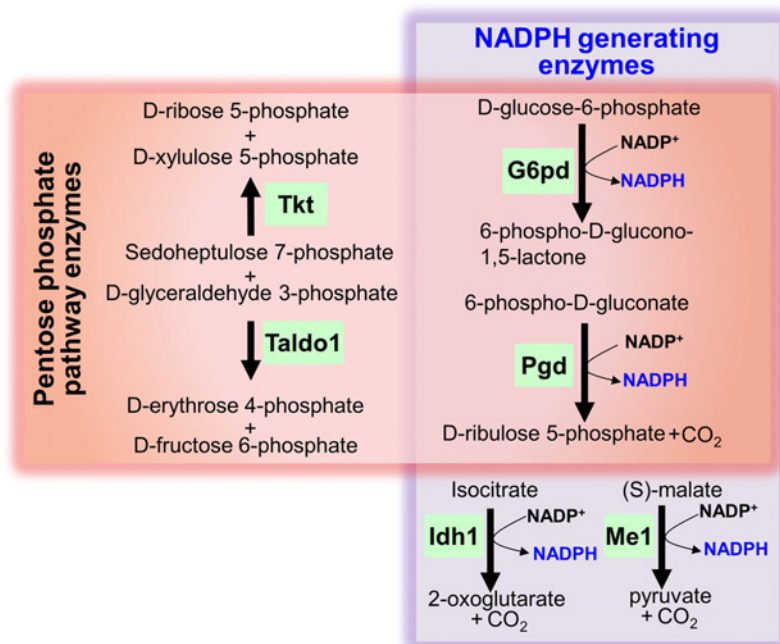 NADPH generating
enzymes
Pentose phosphate
pathway enzymes
D-ribose 5-phosphate
+
D-xylulose 5-phosphate
Tkt
Sedoheptulose 7-phosphate
+
D-glyceraldehyde 3-phosphate
Taldo1
D-erythrose 4-phosphate
+
D-fructose 6-phosphate
D-glucose-6-phosphate
NADP⁺
G6pd
NADPH
6-phospho-D-glucono-
1,5-lactone
6-phospho-D-gluconate
NADP⁺
Pgd
NADPH
D-ribulose 5-phosphate +CO₂
Isocitrate
NADP⁺
Idh1
NADPH
2-oxoglutarate
+ CO₂
(S)-malate
NADP⁺
Me1
NADPH
pyruvate
+ CO₂